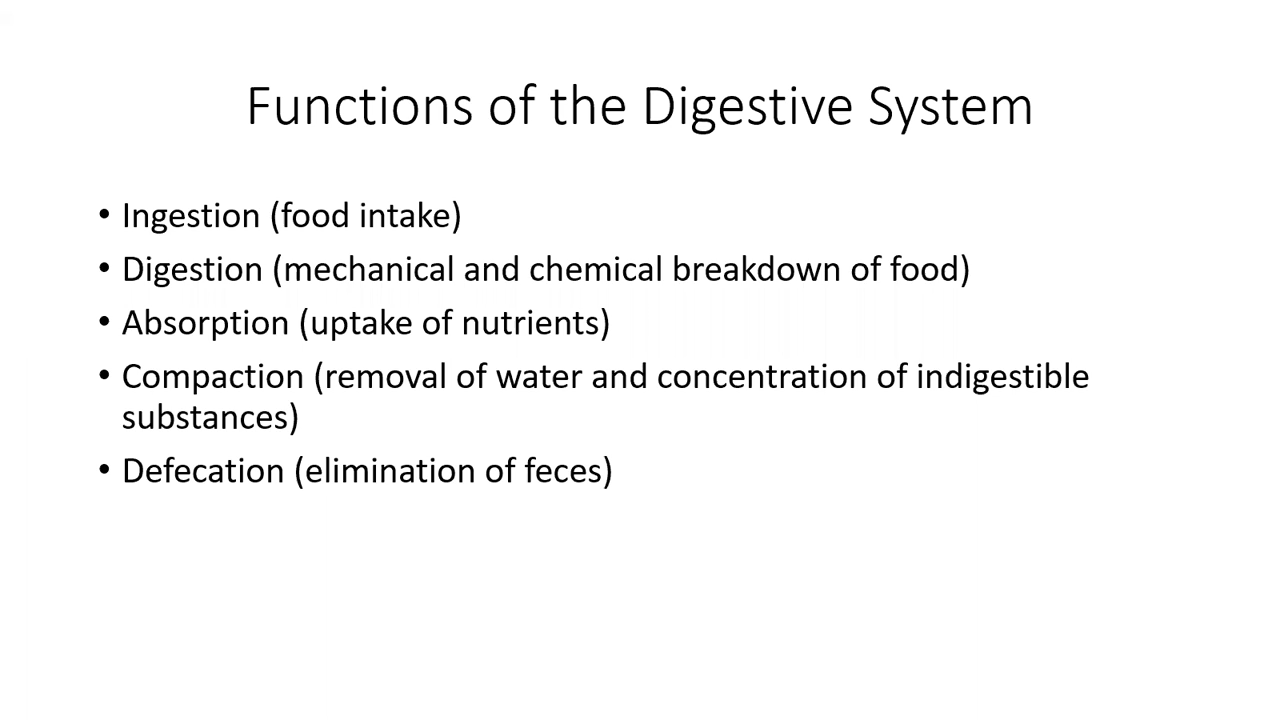 Functions of the Digestive System
• Ingestion (food intake)
• Digestion (mechanical and chemical breakdown of food)
• Absorption (uptake of nutrients)
• Compaction (removal of water and concentration of indigestible
substances)
• Defecation (elimination of feces)